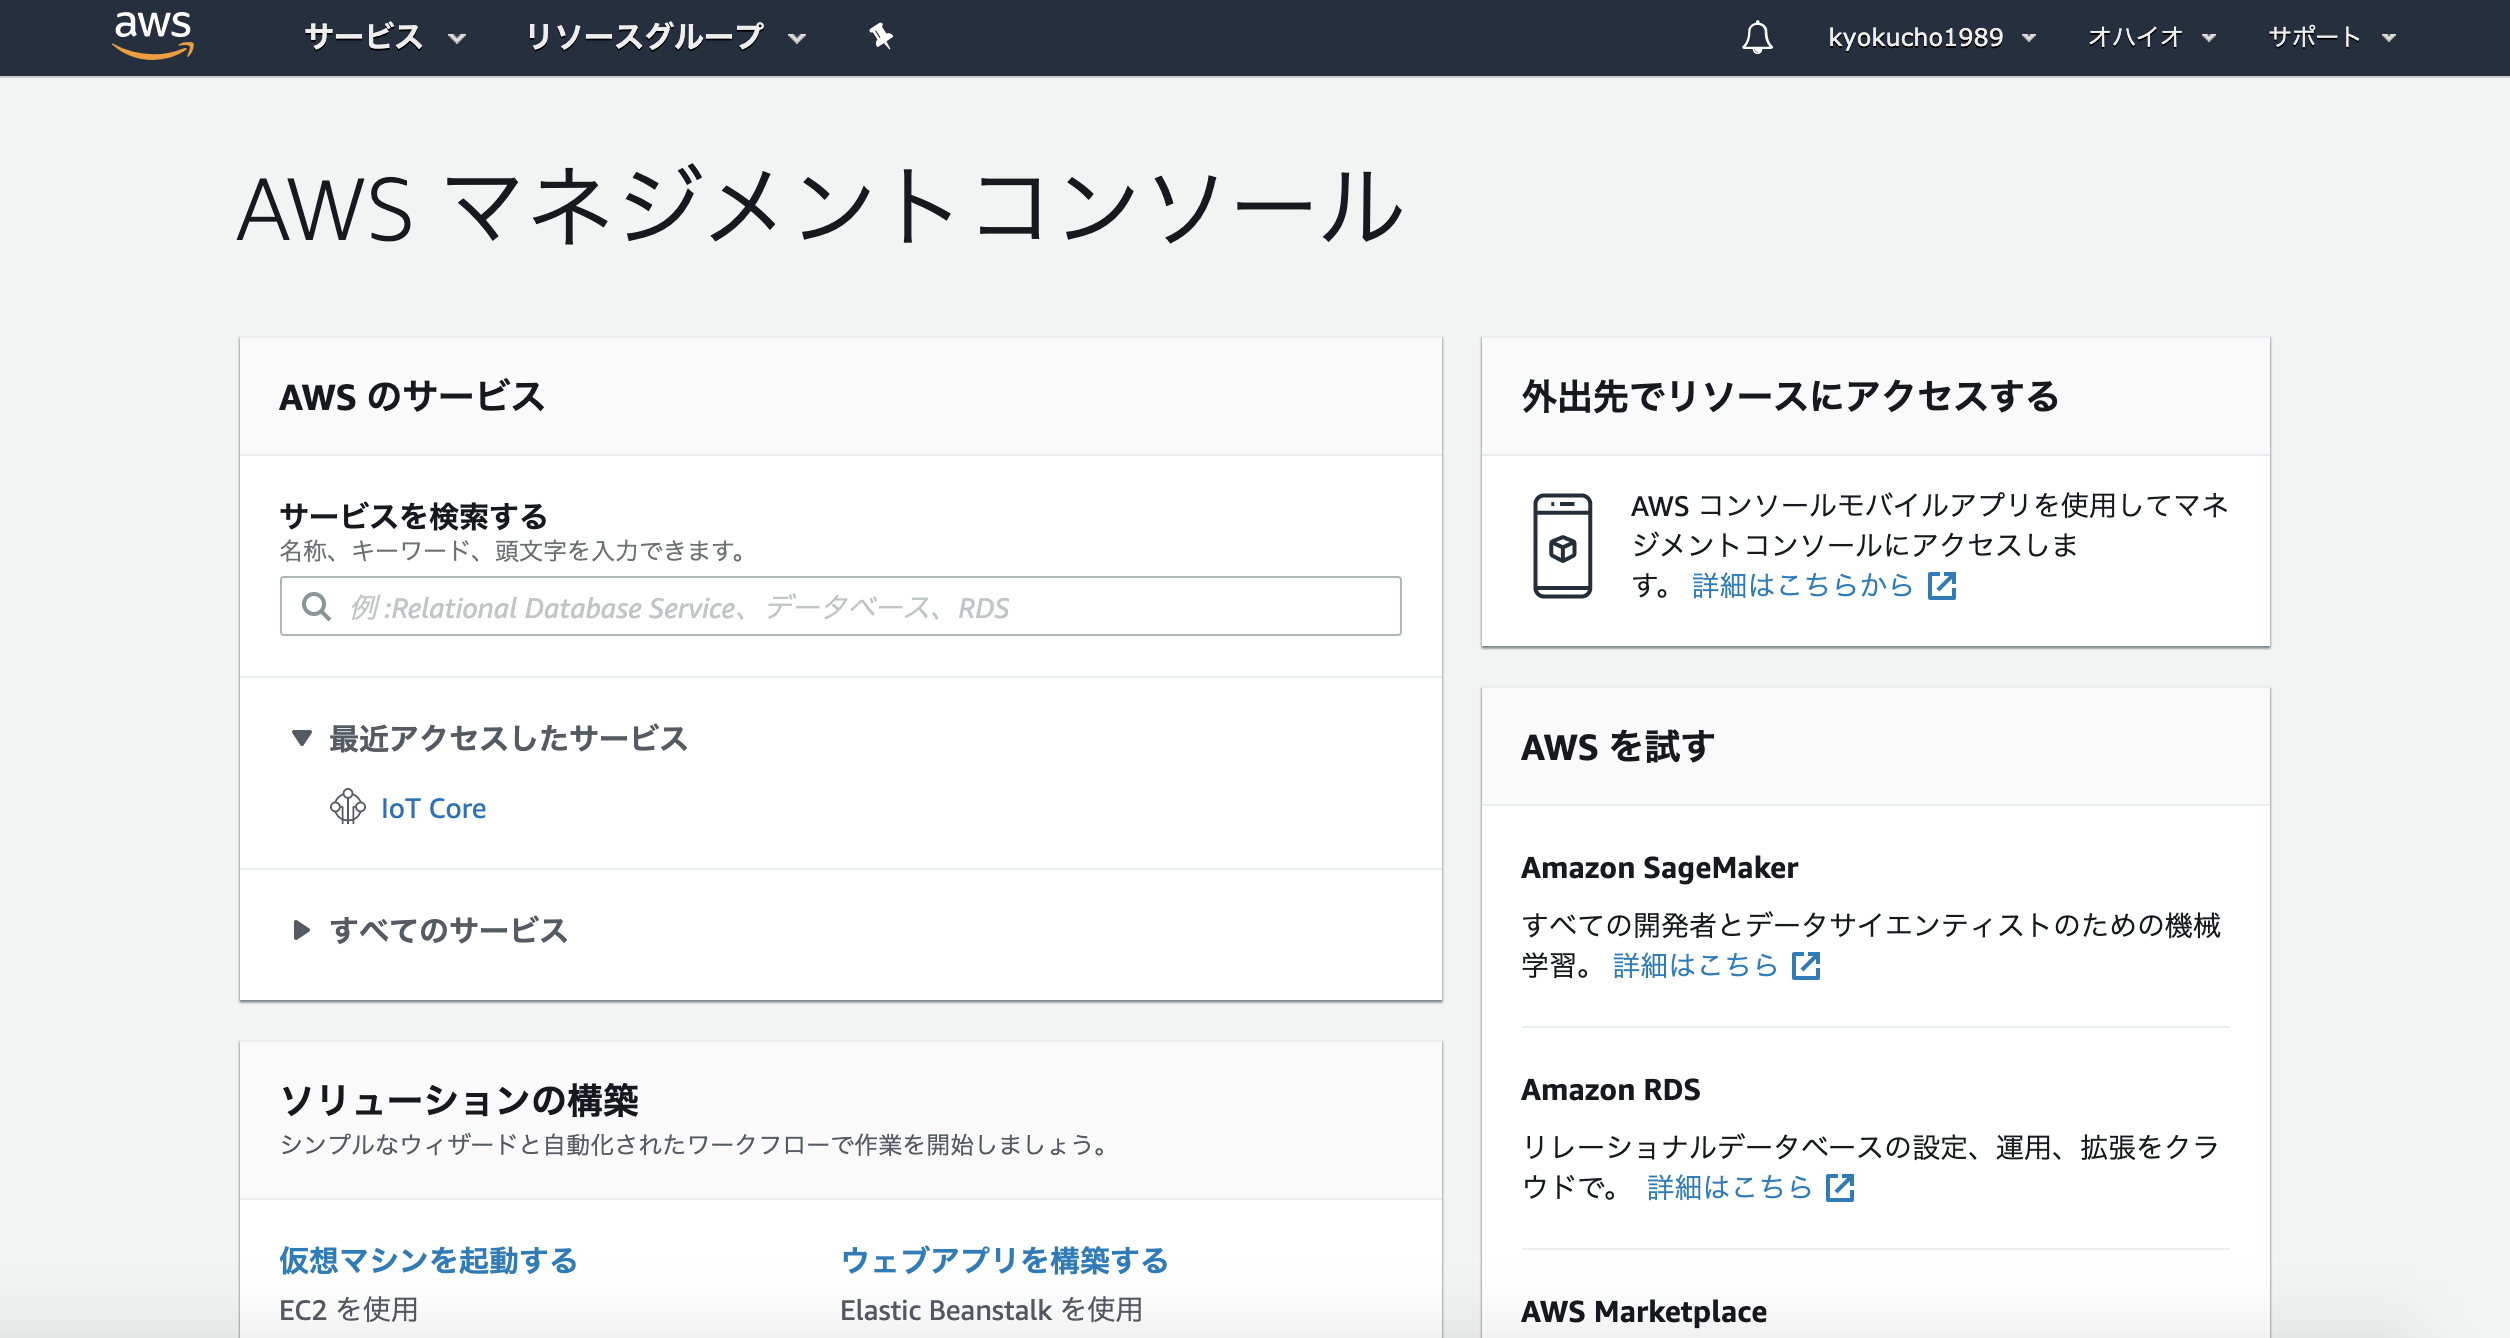 aws
サービス
リソースグループ
kyokucho1989
オハイオ
サポート
AWS マネジメントコンソール
AWS のサービス
サービスを検索する
名称、キーワード、頭文字を入力できます。
例 :Relational Database Service、データベース、RDS
最近アクセスしたサービス
IoT Core
すべてのサービス
ソリューションの構築
シンプルなウィザードと自動化されたワークフローで作業を開始しましょう。
仮想マシンを起動する
EC2 を使用
ウェブアプリを構築する
Elastic Beanstalk を使用
外出先でリソースにアクセスする
AWS コンソールモバイルアプリを使用してマネ
ジメントコンソールにアクセスしま
す。 詳細はこちらから
AWS を試す
Amazon SageMaker
すべての開発者とデータサイエンティストのための機械
学習。 詳細はこちら
Amazon RDS
リレーショナルデータベースの設定、運用、拡張をクラ
ウドで。 詳細はこちら
AWS Marketplace